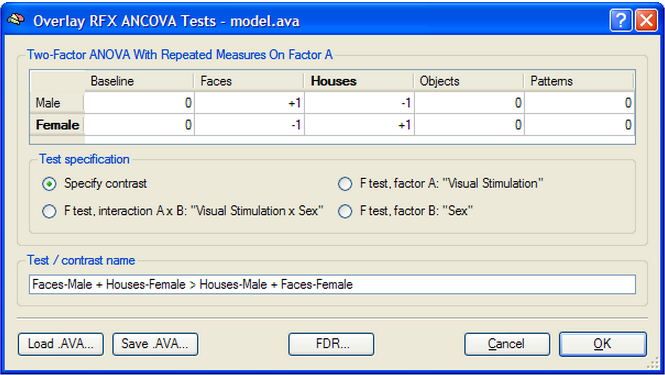 Overlay RFX ANCOVA Tests - model.ava
Two-Factor ANOVA With Repeated Measures On Factor A
Baseline Faces Houses Objects Patterns
Male 0 +1 -1 0 0
Female 0 -1 +1 0 0
Test specification
Specify contrast F test, factor A: "Visual Stimulation"
F test, interaction A x B: "Visual Stimulation x Sex" F test, factor B: "Sex"
Test / contrast name
Faces-Male + Houses-Female > Houses-Male + Faces-Female
Load .AVA... Save .AVA... FDR... Cancel OK